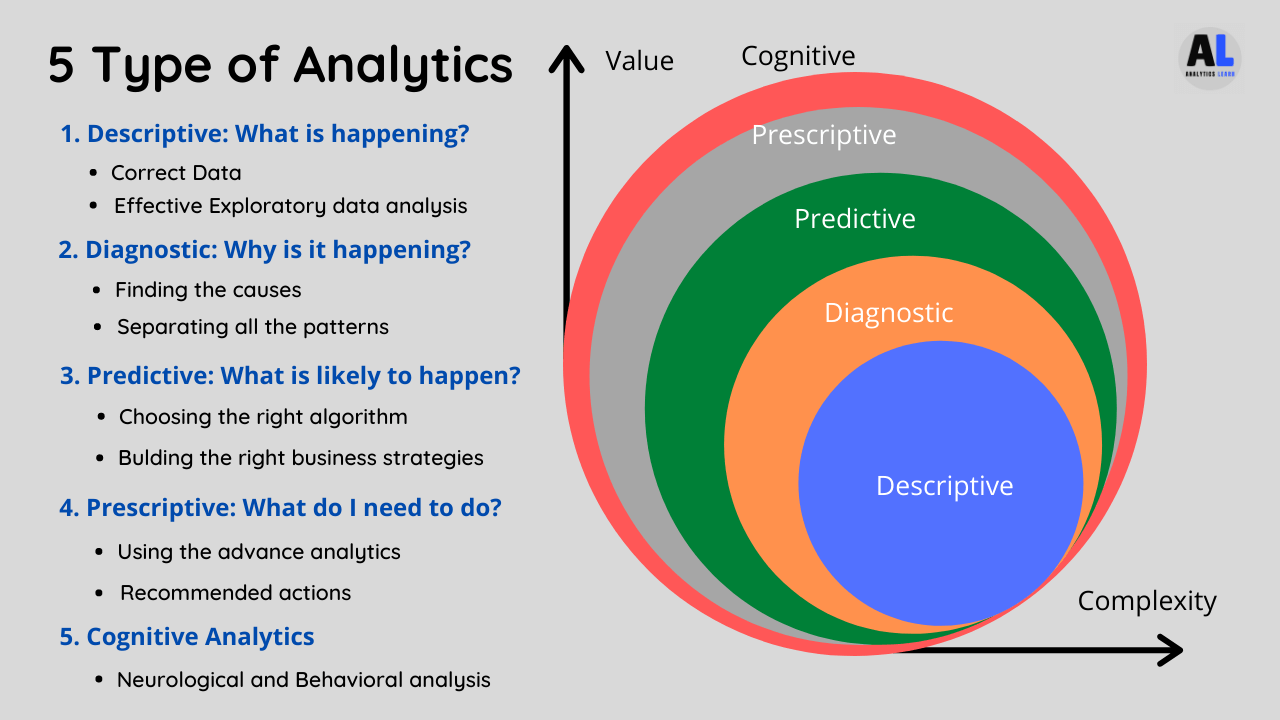 5 Type of Analytics
1. Descriptive: What is happening?
• Correct Data
• Effective Exploratory data analysis
2. Diagnostic: Why is it happening?
• Finding the causes
• Separating all the patterns
3. Predictive: What is likely to happen?
• Choosing the right algorithm
• Bulding the right business strategies
4. Prescriptive: What do I need to do?
• Using the advance analytics
• Recommended actions
5. Cognitive Analytics
• Neurological and Behavioral analysis
Value
Cognitive
Prescriptive
Predictive
Diagnostic
Descriptive
Complexity
AL
ANALYTICS LEARN